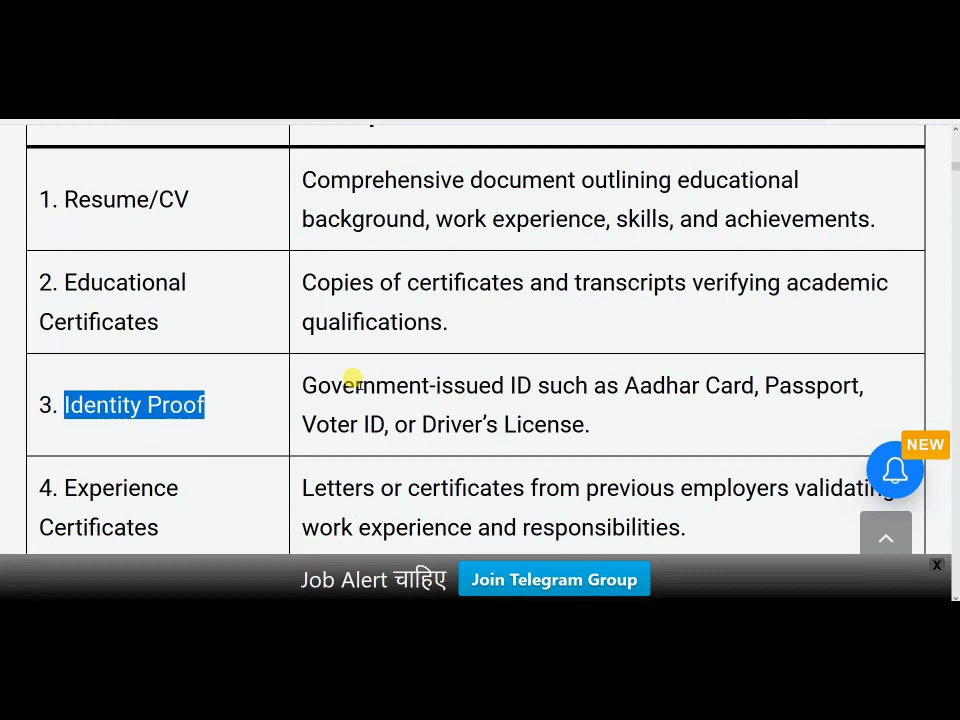 1. Resume/CV
Comprehensive document outlining educational
background, work experience, skills, and achievements.
2. Educational
Certificates
Copies of certificates and transcripts verifying academic
qualifications.
3. Identity Proof
Government-issued ID such as Aadhar Card, Passport,
Voter ID, or Driver’s License.
NEW
4. Experience
Certificates
Letters or certificates from previous employers validating
work experience and responsibilities.
Job Alert चाहिए
Join Telegram Group
X